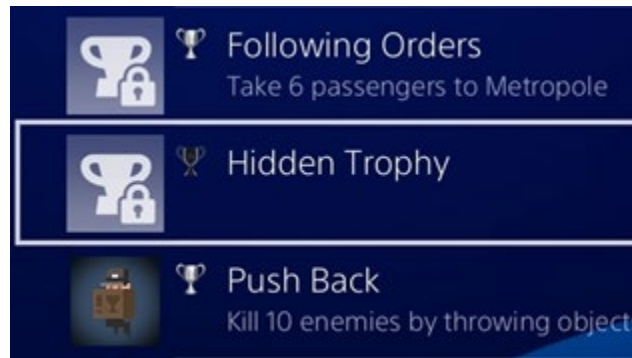 Following Orders
Take 6 passengers to Metropole
Hidden Trophy
Push Back
Kill 10 enemies by throwing object